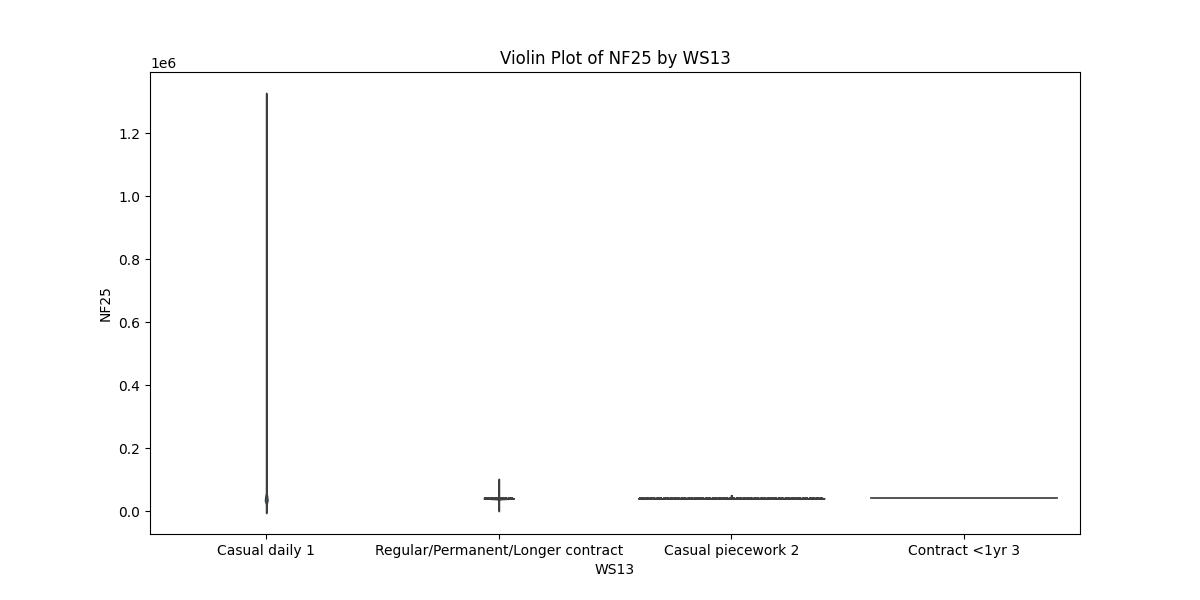 Violin Plot of NF25 by WS13
1e6
1.2
1.0
0.8
0.6
0.4
0.2
0.0
NF25
Casual daily 1
Regular/Permanent/Longer contract
Casual piecework 2
Contract <1yr 3
WS13